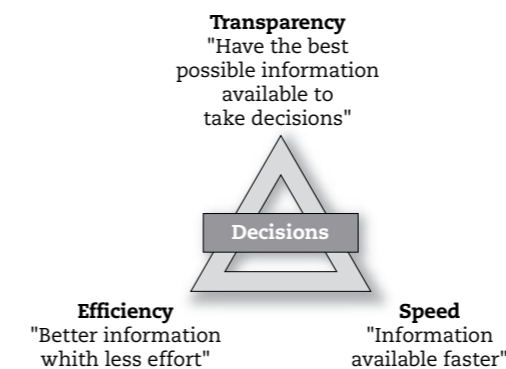 Transparency
"Have the best
possible information
available to
take decisions"
Decisions
Efficiency
"Better information
whith less effort"
Speed
"Information
available faster"